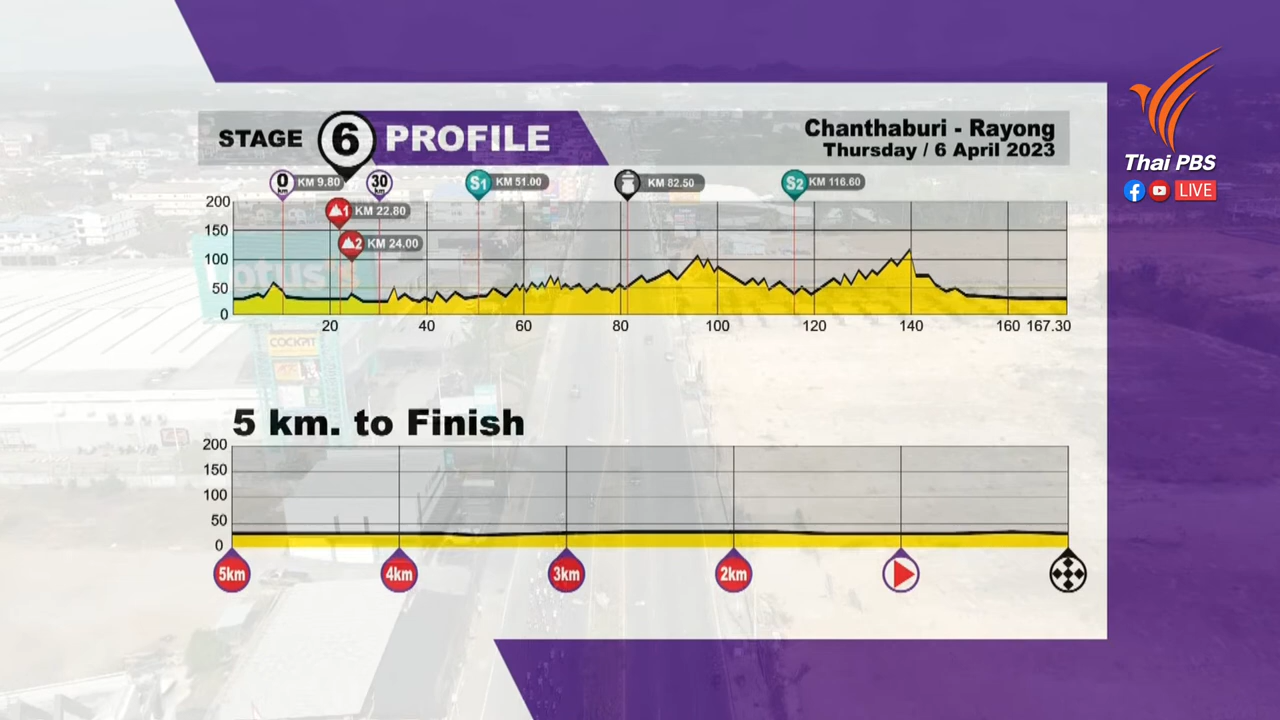 STAGE 6 PROFILE
Chanthaburi - Rayong
Thursday / 6 April 2023
Thai PBS
LIVE
0 km KM 9.80
30 km
S1 KM 51.00
KM 82.50
S2 KM 116.60
1 KM 22.80
2 KM 24.00
200
150
100
50
0
20 40 60 80 100 120 140 160 167.30
Lotus's
COCKPIT
5 km. to Finish
200
150
100
50
0
5km 4km 3km 2km